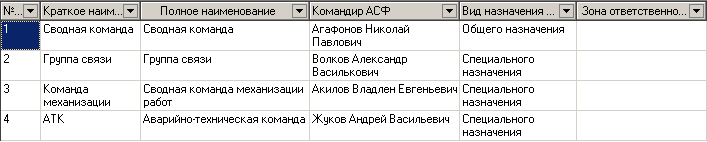 №... Краткое наим... Полное наименование Командир АСФ Вид назначения ... Зона ответственно...
1 Сводная команда Сводная команда Агафонов Николай Павлович Общего назначения
2 Группа связи Группа связи Волков Александр Василькович Специального назначения
3 Команда механизации Сводная команда механизации работ Акилов Владлен Евгеньевич Специального назначения
4 АТК Аварийно-техническая команда Жуков Андрей Васильевич Специального назначения